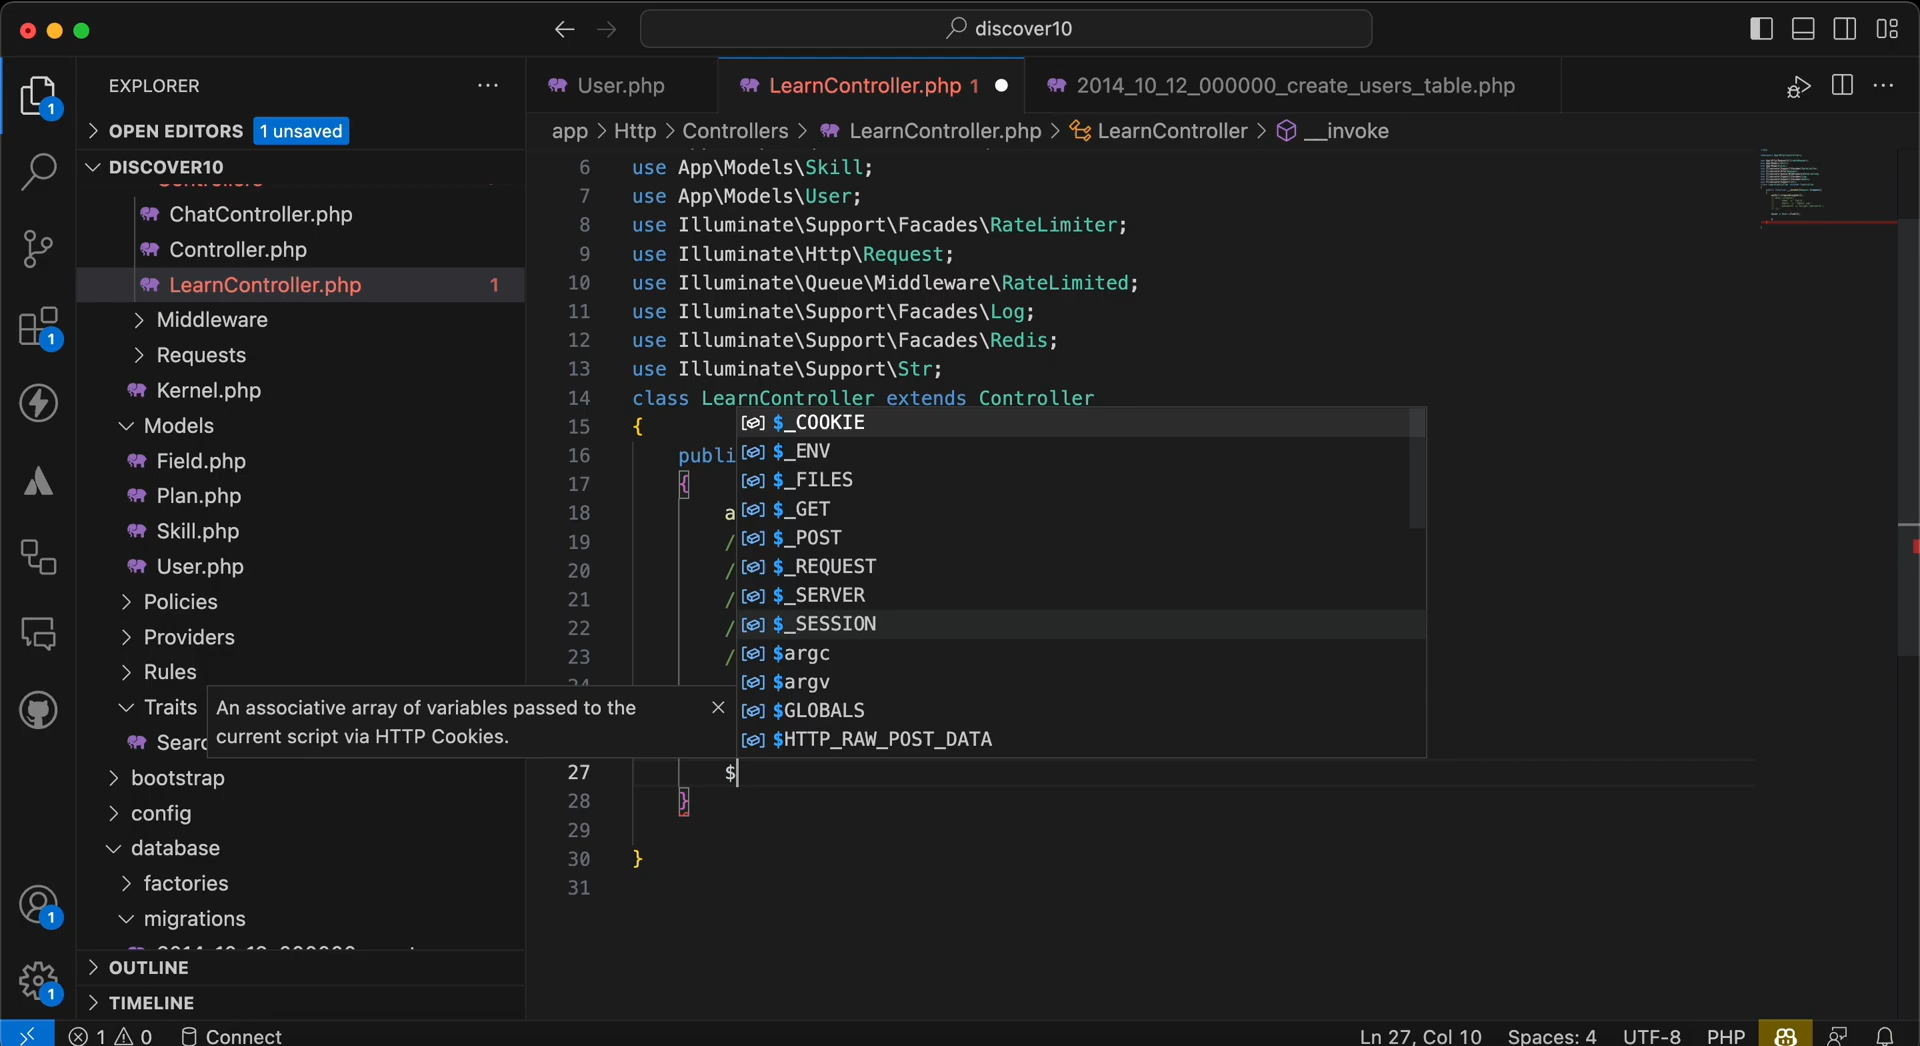 discover10
EXPLORER
User.php
LearnController.php 1
2014_10_12_000000_create_users_table.php
1
OPEN EDITORS
1 unsaved
app > Http > Controllers > LearnController.php > LearnController > __invoke
DISCOVER10
ChatController.php
Controller.php
LearnController.php 1
Middleware
Requests
Kernel.php
Models
Field.php
Plan.php
Skill.php
User.php
Policies
Providers
Rules
Traits
bootstrap
config
database
factories
migrations
OUTLINE
TIMELINE
1
1
1
6 use App\Models\Skill;
7 use App\Models\User;
8 use Illuminate\Support\Facades\RateLimiter;
9 use Illuminate\Http\Request;
10 use Illuminate\Queue\Middleware\RateLimited;
11 use Illuminate\Support\Facades\Log;
12 use Illuminate\Support\Facades\Redis;
13 use Illuminate\Support\Str;
14 class LearnController extends Controller
15 {
16 publi
17 {
18 a
19 /
20 /
21 /
22 /
23 /
$_COOKIE
$_ENV
$_FILES
$_GET
$_POST
$_REQUEST
$_SERVER
$_SESSION
$argc
$argv
$GLOBALS
$HTTP_RAW_POST_DATA
An associative array of variables passed to the
current script via HTTP Cookies.
27 $
28 }
29
30 }
31
1 0 Connect
Ln 27, Col 10 Spaces: 4 UTF-8 PHP